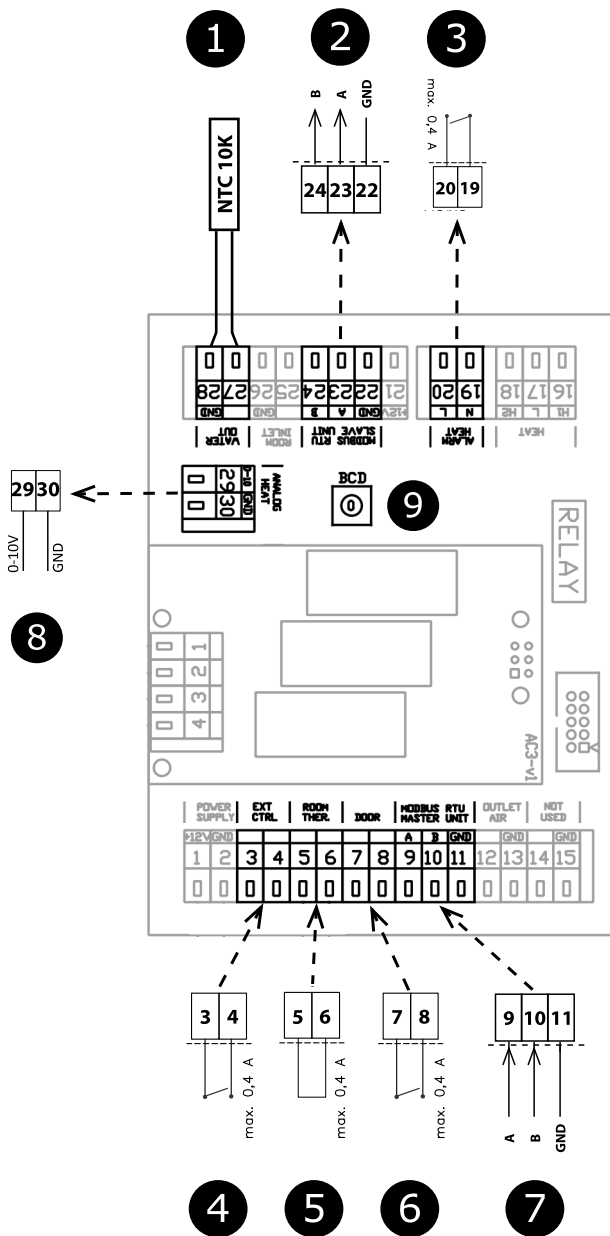 1 2 3
B A GND
max. 0,4 A
NTC 10K
24 23 22
20 19
28 27 26 25 24 23 22 21
20 19 18 17 16
GND GND B A GND +12V
L N H2 L H1
WATER OUT
ROOM INLET
MODBUS RTU SLAVE UNIT
ALARM HEAT
HEAT
29 30
0-10V GND
8
29 30
0-10 GND
ANALOG HEAT
BCD
0
9
RELAY
1
2
3
4
AC3-v1
POWER SUPPLY
EXT CTRL
ROOM THER.
DOOR
MODBUS RTU MASTER UNIT
OUTLET AIR
NOT USED
+12V GND A B GND GND GND
1 2 3 4 5 6 7 8 9 10 11 12 13 14 15
3 4
max. 0,4 A
5 6
max. 0,4 A
7 8
max. 0,4 A
9 10 11
A B GND
4 5 6 7